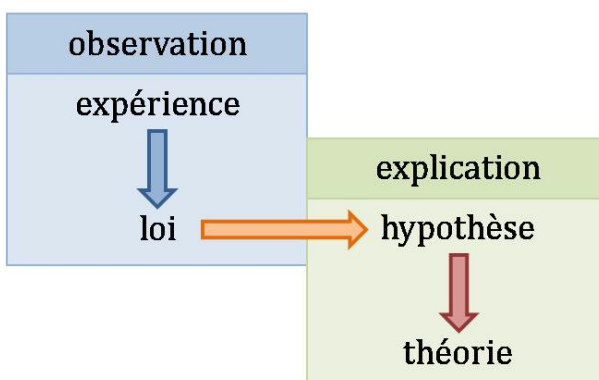 observation
expérience
loi
explication
hypothèse
théorie